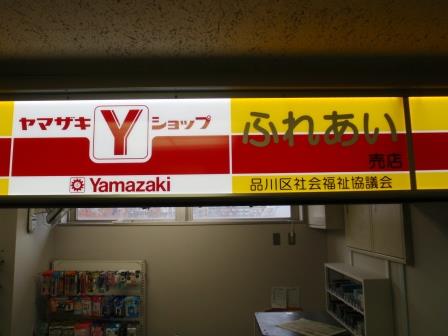 ヤマザキ Y ショップ
Yamazaki
ふれあい
売店
品川区社会福祉協議会